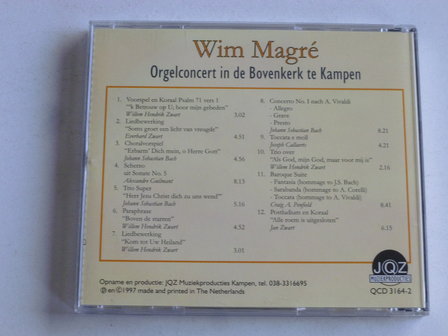 Wim Magré
Orgelconcert in de Bovenkerk te Kampen
1. Voorspel en Koraal Psalm 71 vers 1
"'k Betrouw op U; hoor mijn gebeden"
Willem Hendrik Zwart 3.02
2. Liedbewerking
"Soms groet een licht van vreugde"
Everhard Zwart 4.51
3. Choralvorspiel
"Erbarm' Dich mein, o Herre Gott"
Johann Sebastian Bach 4.56
4. Scherzo
uit Sonate No. 5
Alexandre Guilmant 8.13
5. Trio Super
"Herr Jesu Christ dich zu uns wend"
Johann Sebastian Bach 5.16
6. Paraphrase
"Boven de starren"
Willem Hendrik Zwart 4.52
7. Liedbewerking
"Kom tot Uw Heiland"
Willem Hendrik Zwart 3.01
8. Concerto No. 1 nach A. Vivaldi
- Allegro
- Grave
- Presto
Johann Sebastian Bach 8.21
9. Toccata e moll
Joseph Callaerts 4.21
10. Trio over
"Als God, mijn God, maar voor mij is"
Willem Hendrik Zwart 2.16
11. Baroque Suite
- Fantasia (hommage to J.S. Bach)
- Sarabanda (hommage to A. Corelli)
- Toccata (hommage to A. Vivaldi)
Craig A. Penfield 8.41
12. Postludium en Koraal
"Alle roem is uitgesloten"
Jan Zwart 6.15
Opname en productie: JQZ Muziekproducties Kampen, tel. 038-3316695
℗ en ©1997 made and printed in The Netherlands
JQZ
MUZIEKPRODUCTIES
QCD 3164-2